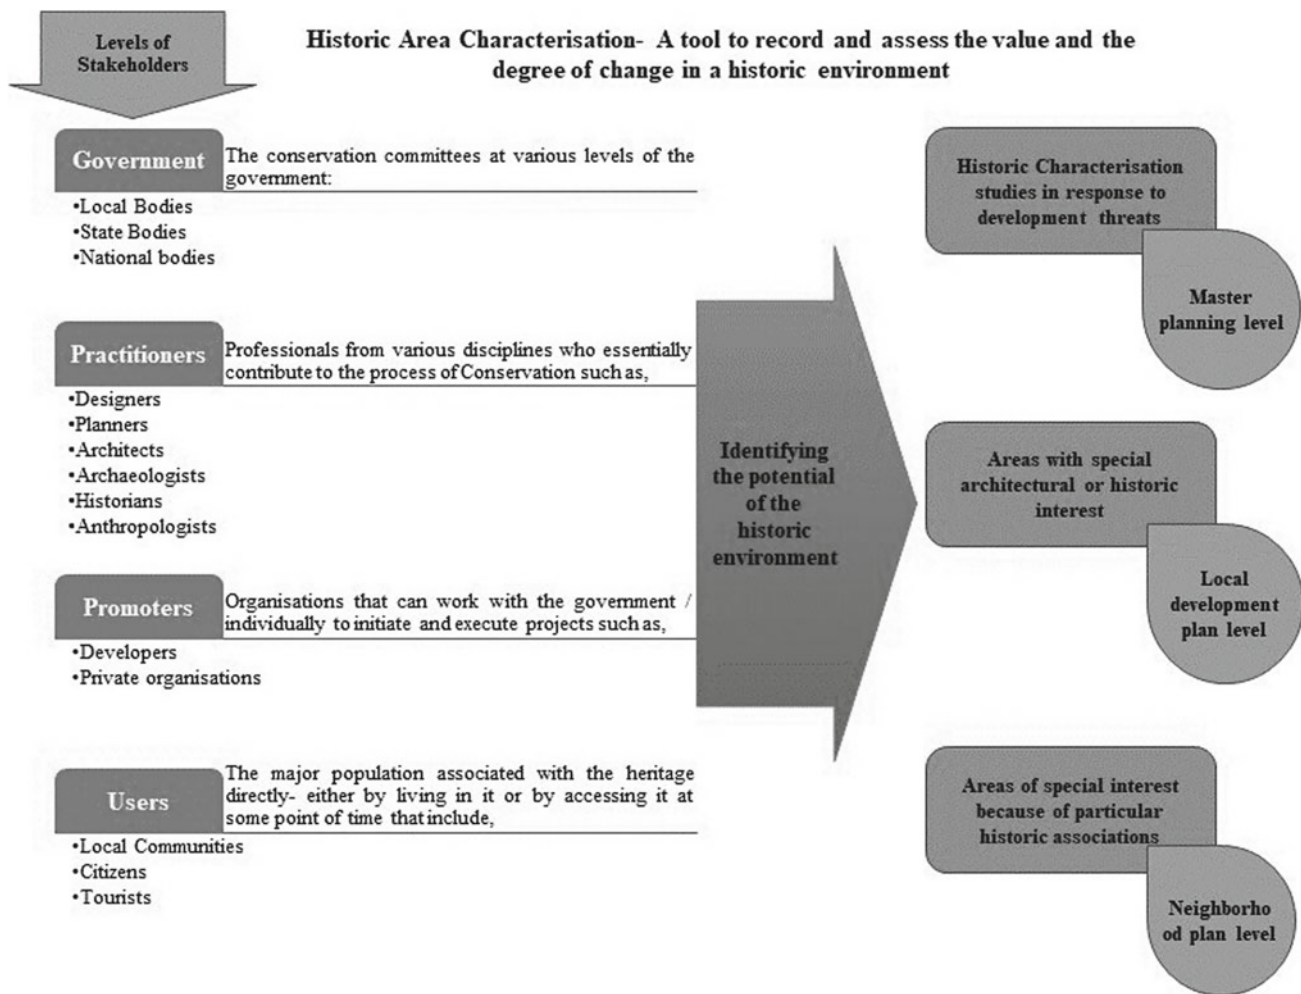 Levels of
Stakeholders
Historic Area Characterisation- A tool to record and assess the value and the
degree of change in a historic environment
Government
The conservation committees at various levels of the
government:
•Local Bodies
•State Bodies
•National bodies
Practitioners
Professionals from various disciplines who essentially
contribute to the process of Conservation such as,
•Designers
•Planners
•Architects
•Archaeologists
•Historians
•Anthropologists
Promoters
Organisations that can work with the government /
individually to initiate and execute projects such as,
•Developers
•Private organisations
Users
The major population associated with the heritage
directly- either by living in it or by accessing it at
some point of time that include,
•Local Communities
•Citizens
•Tourists
Identifying
the potential
of the
historic
environment
Historic Characterisation
studies in response to
development threats
Master
planning level
Areas with special
architectural or historic
interest
Local
development
plan level
Areas of special interest
because of particular
historic associations
Neighborho
od plan level